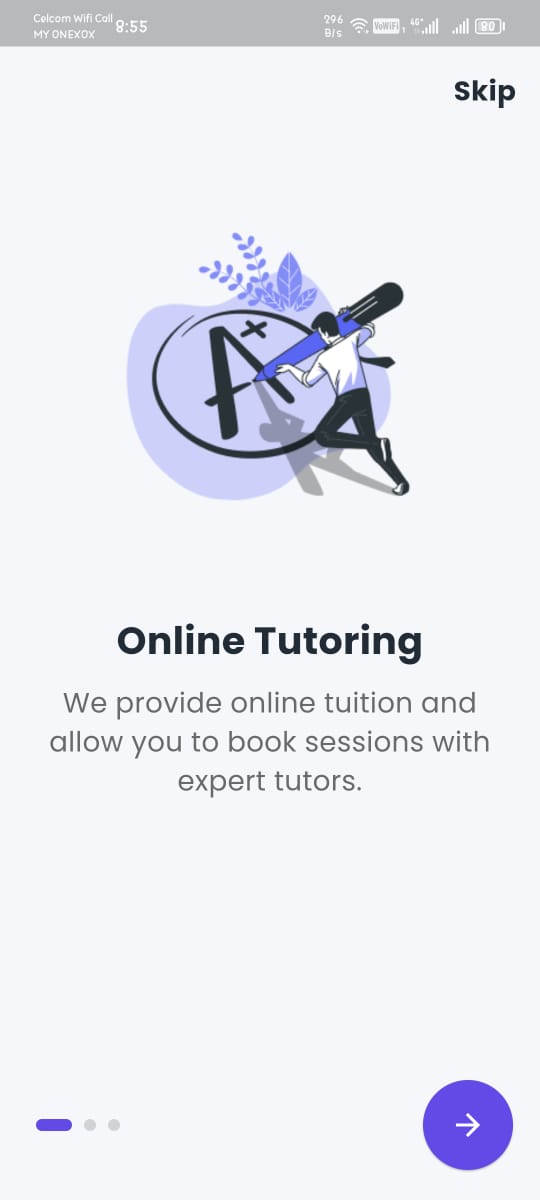 Celcom Wifi Call
MY ONEXOX
8:55
296
B/s
VoWiFi
1
4G+
80
Skip
A+
Online Tutoring
We provide online tuition and
allow you to book sessions with
expert tutors.